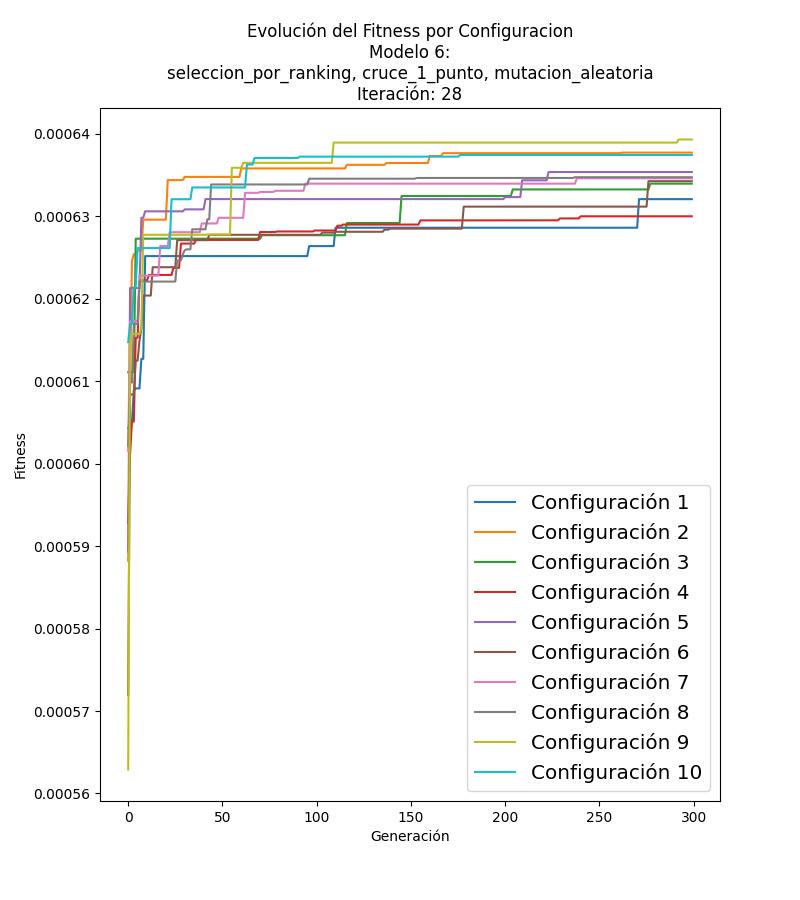 Evolución del Fitness por Configuracion
Modelo 6:
seleccion_por_ranking, cruce_1_punto, mutacion_aleatoria
Iteración: 28
0.00064
0.00063
0.00062
0.00061
0.00060
0.00059
0.00058
0.00057
0.00056
Fitness
Configuración 1
Configuración 2
Configuración 3
Configuración 4
Configuración 5
Configuración 6
Configuración 7
Configuración 8
Configuración 9
Configuración 10
0 50 100 150 200 250 300
Generación